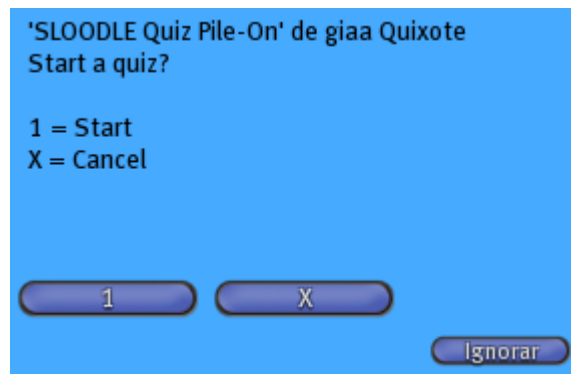 'SLOODLE Quiz Pile-On' de giaa Quixote
Start a quiz?
1 = Start
X = Cancel
1 X
Ignorar